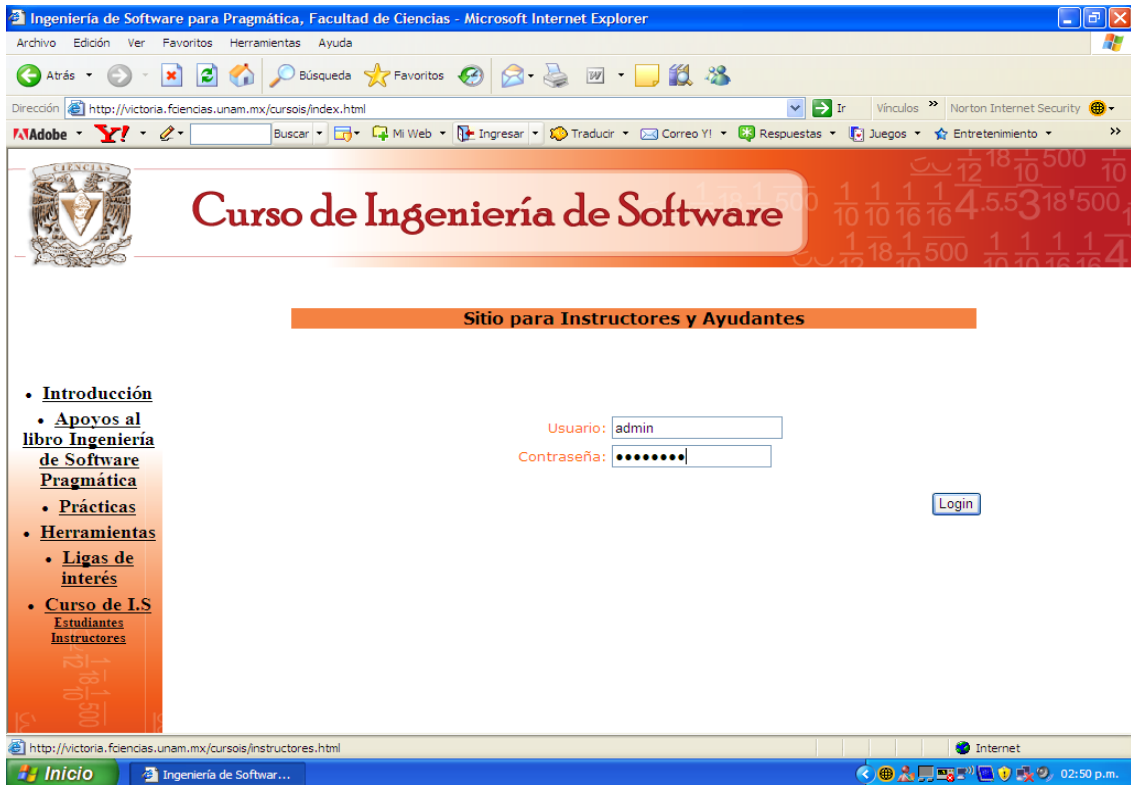 Ingeniería de Software para Pragmática, Facultad de Ciencias - Microsoft Internet Explorer
Archivo Edición Ver Favoritos Herramientas Ayuda
Atrás Búsqueda Favoritos
Dirección http://victoria.fciencias.unam.mx/cursois/index.html Ir Vínculos » Norton Internet Security
Adobe Y! Buscar Mi Web Ingresar Traducir Correo Y! Respuestas Juegos Entretenimiento »
CIENCIAS
Curso de Ingeniería de Software
Sitio para Instructores y Ayudantes
• Introducción
• Apoyos al
libro Ingeniería
de Software
Pragmática
• Prácticas
• Herramientas
• Ligas de
interés
• Curso de I.S
Estudiantes
Instructores
Usuario: admin
Contraseña: ••••••••
Login
http://victoria.fciencias.unam.mx/cursois/instructores.html Internet
Inicio Ingeniería de Softwar... 02:50 p.m.